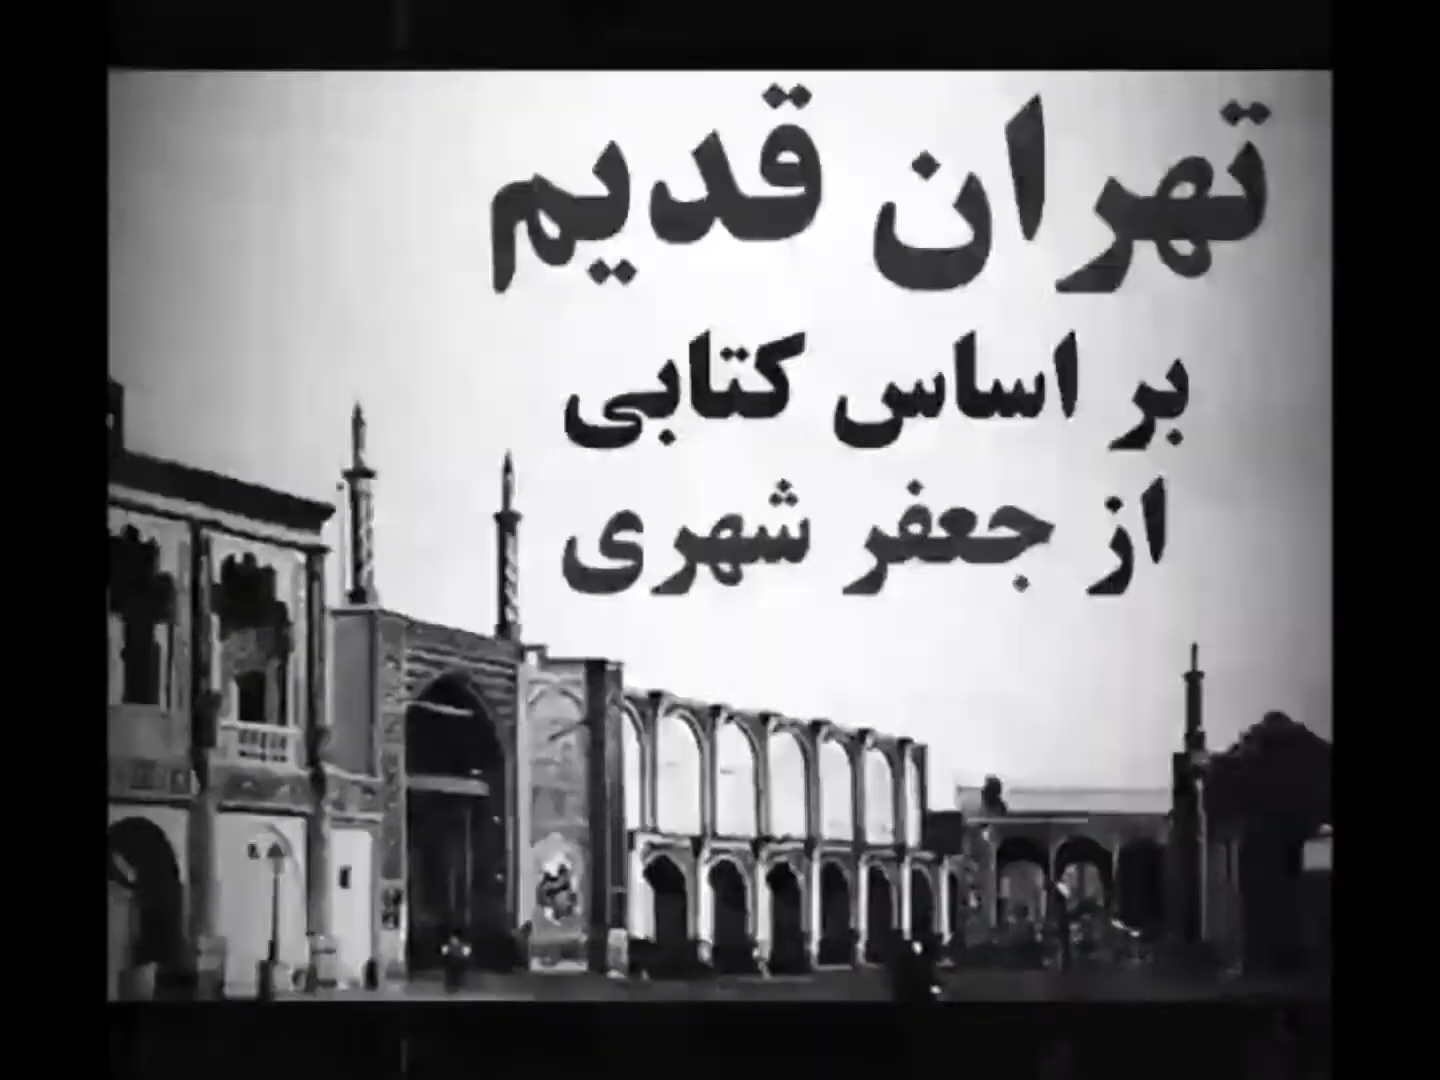 تهران قدیم
بر اساس کتابی
از جعفر شهری